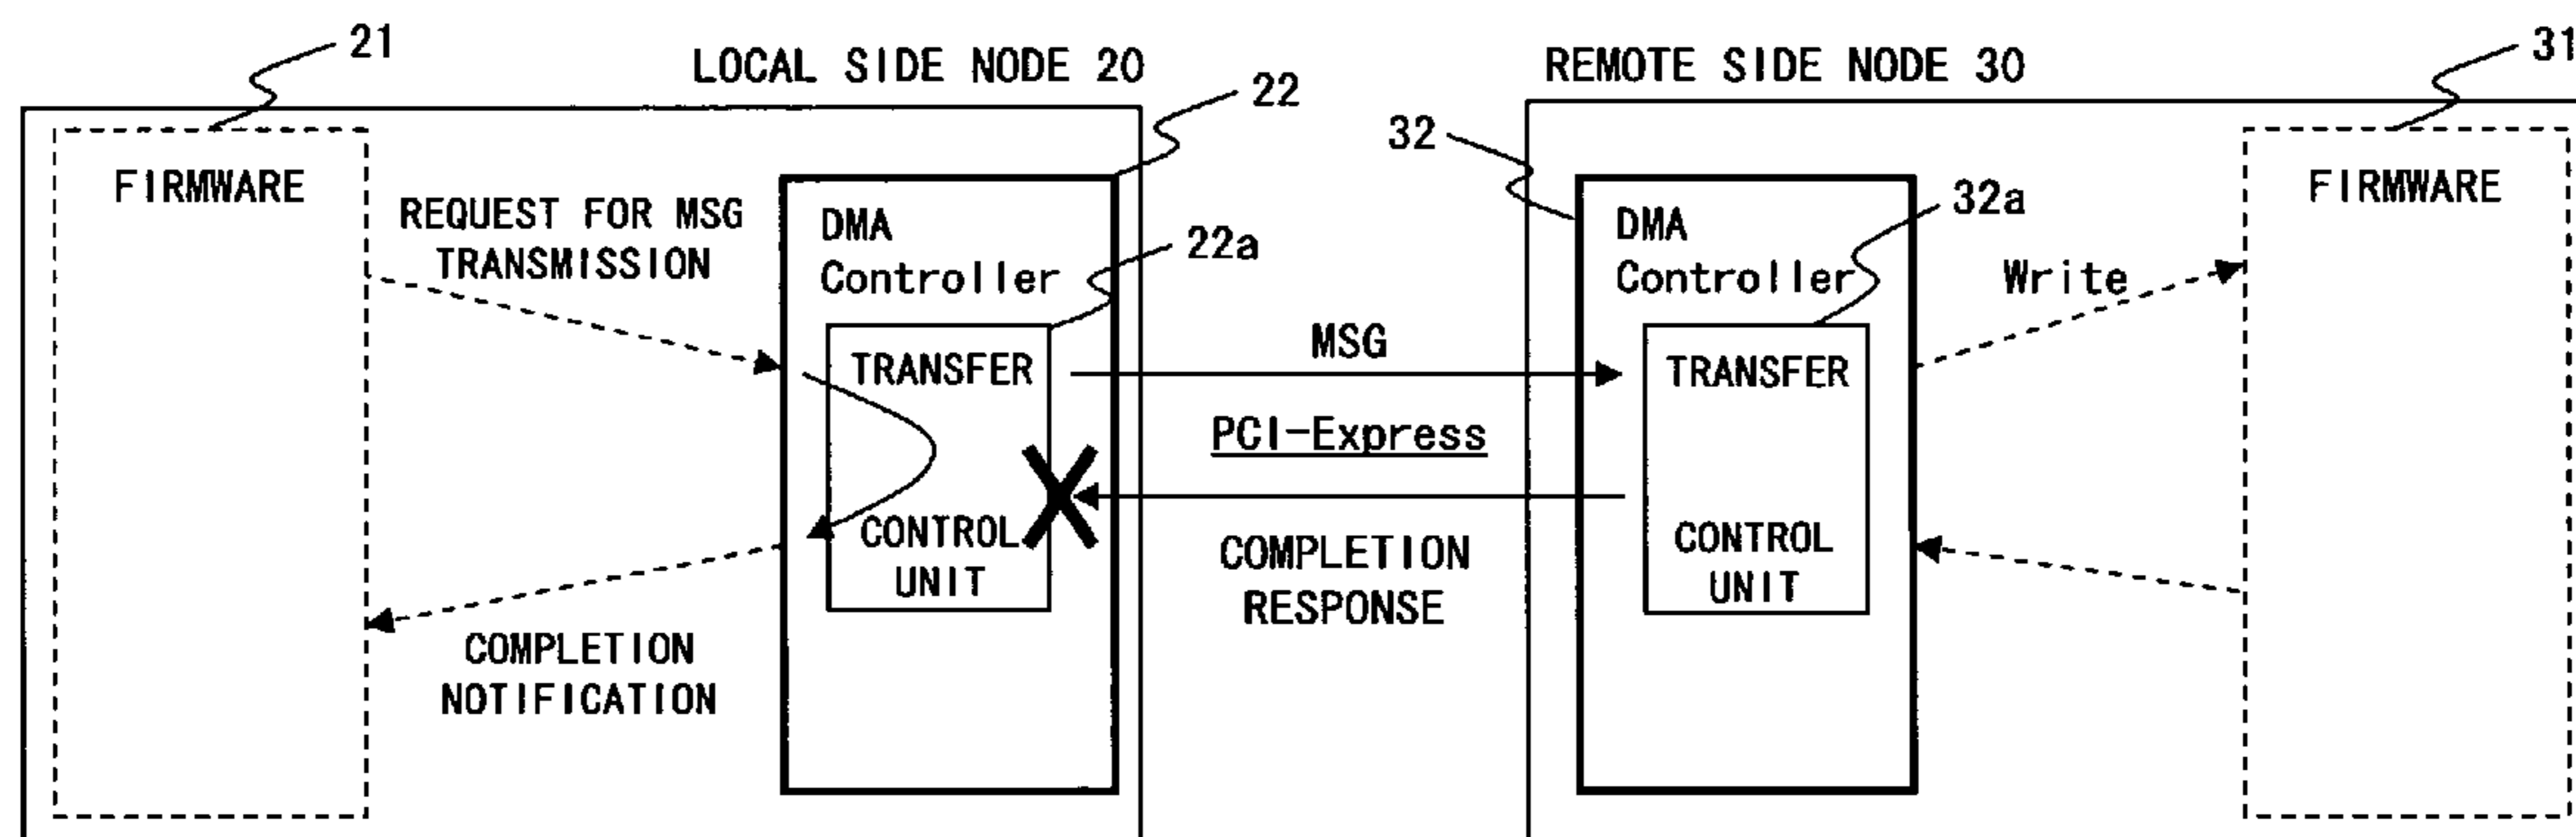 21
LOCAL SIDE NODE 20
REMOTE SIDE NODE 30
31
22
32
FIRMWARE
REQUEST FOR MSG
TRANSMISSION
DMA
Controller
22a
DMA
Controller
32a
Write
FIRMWARE
TRANSFER
CONTROL
UNIT
MSG
PCI-Express
COMPLETION
RESPONSE
TRANSFER
CONTROL
UNIT
COMPLETION
NOTIFICATION